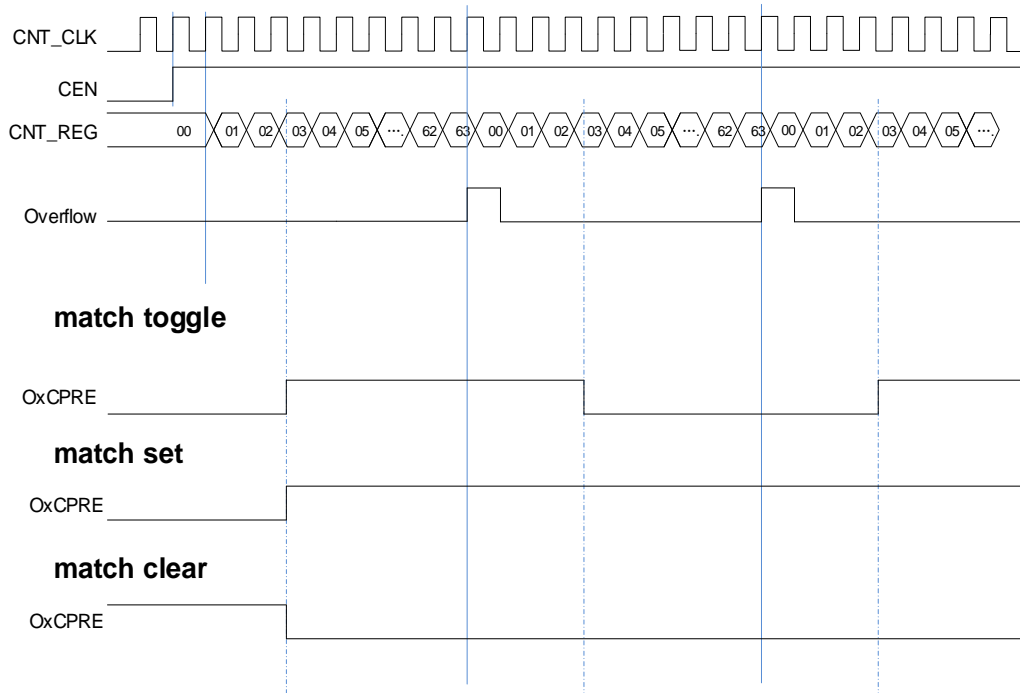 CNT_CLK
CEN
CNT_REG 00 01 02 03 04 05 .... 62 63 00 01 02 03 04 05 .... 62 63 00 01 02 03 04 05 ....
Overflow
match toggle
OxCPRE
match set
OxCPRE
match clear
OxCPRE